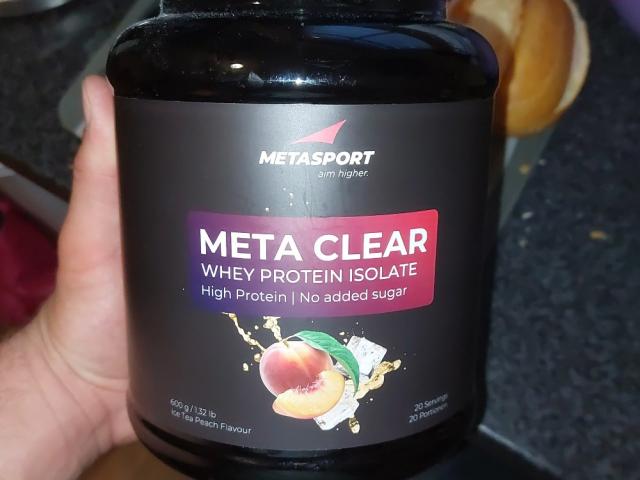 METASPORT
aim higher.
META CLEAR
WHEY PROTEIN ISOLATE
High Protein | No added sugar
600 g / 1.32 lb
Ice Tea Peach Flavour
20 Servings
20 Portionen